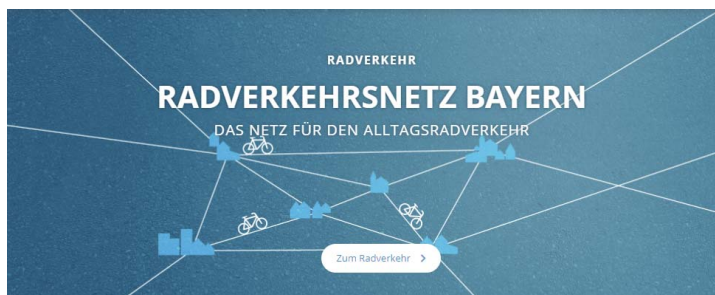 RADVERKEHR
RADVERKEHRSNETZ BAYERN
DAS NETZ FÜR DEN ALLTAGSRADVERKEHR
Zum Radverkehr